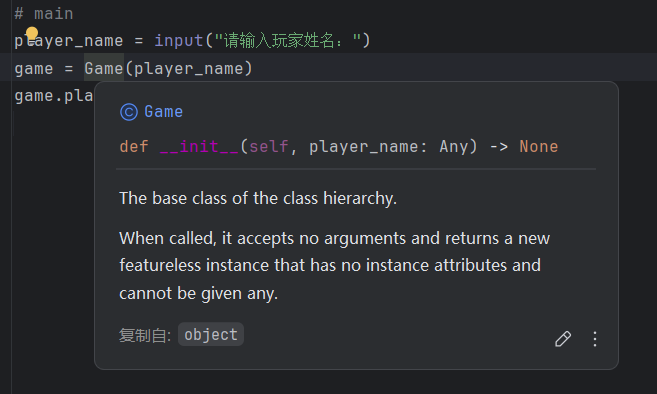 # main
player_name = input("请输入玩家姓名：")
game = Game(player_name)
game.pla
Game
def __init__(self, player_name: Any) -> None
The base class of the class hierarchy.
When called, it accepts no arguments and returns a new
featureless instance that has no instance attributes and
cannot be given any.
复制自: object